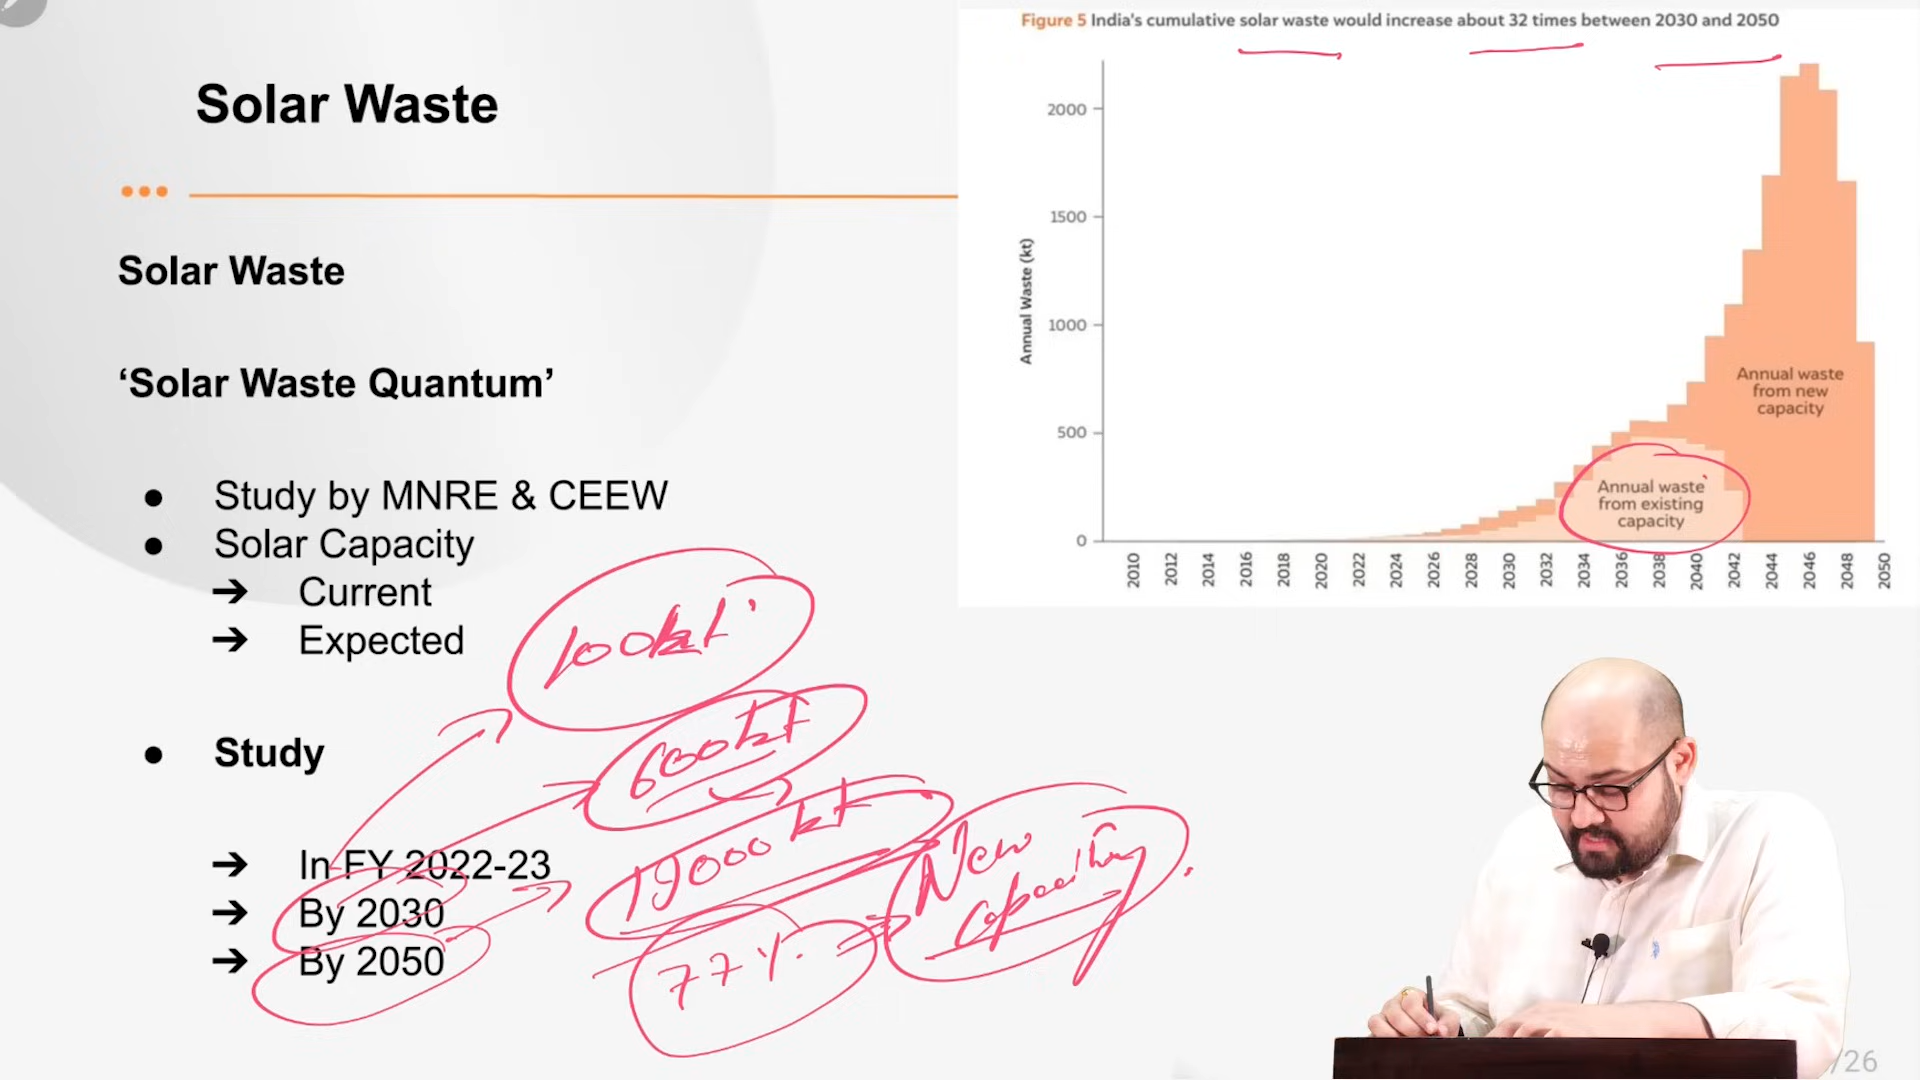 Solar Waste
Solar Waste
‘Solar Waste Quantum’
● Study by MNRE & CEEW
● Solar Capacity
➔ Current
➔ Expected
● Study
➔ In FY 2022-23
➔ By 2030
➔ By 2050
100kt
600kt
19000 kt
77%
New
Capacity
Figure 5 India's cumulative solar waste would increase about 32 times between 2030 and 2050
Annual Waste (kt)
2000
1500
1000
500
0
Annual waste
from new
capacity
Annual waste
from existing
capacity
2010 2012 2014 2016 2018 2020 2022 2024 2026 2028 2030 2032 2034 2036 2038 2040 2042 2044 2046 2048 2050
/26